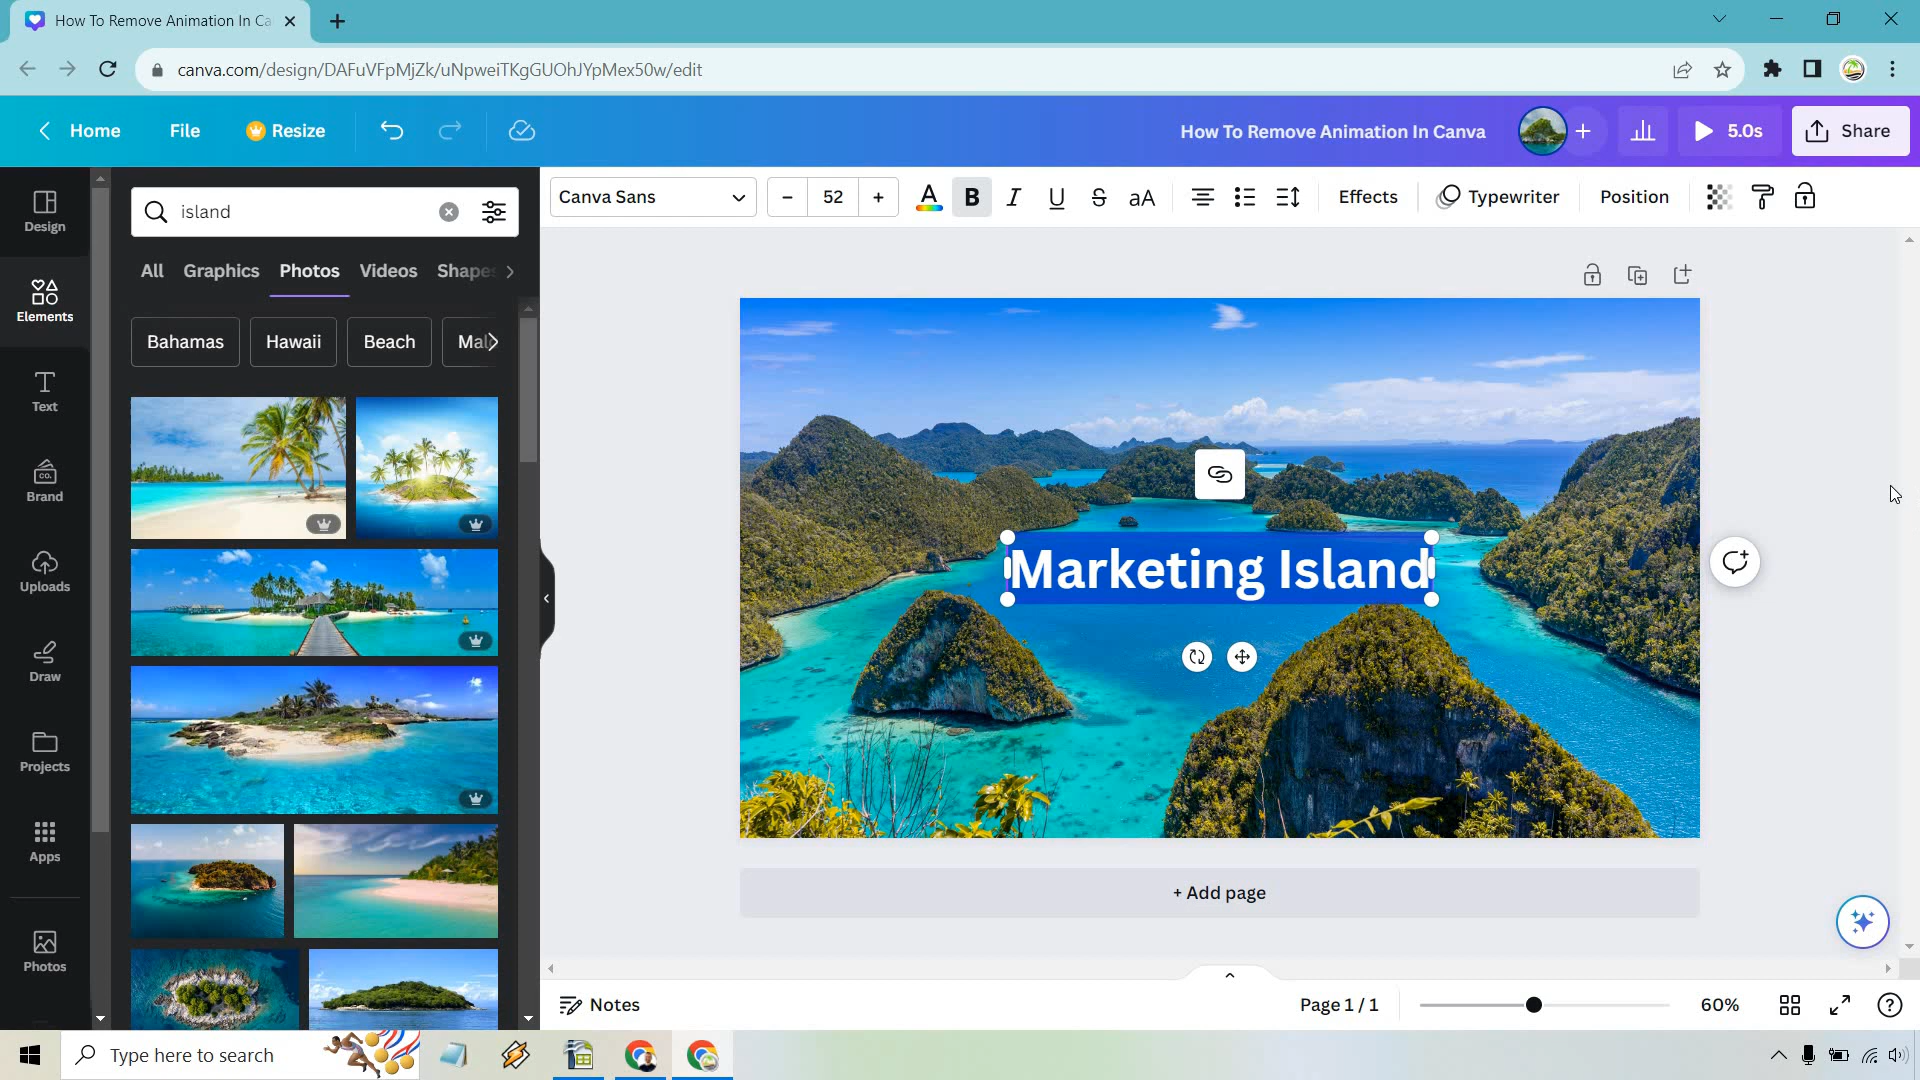 How To Remove Animation In Ca
canva.com/design/DAFuVFpMjZk/uNpweiTKgGUOhJYpMex50w/edit
Home File Resize How To Remove Animation In Canva 5.0s Share
Canva Sans 52 A B I U S aA Effects Typewriter Position
Design
Elements
Text
Brand
Uploads
Draw
Projects
Apps
Photos
island
All Graphics Photos Videos Shapes
Bahamas Hawaii Beach Mal
Marketing Island
+ Add page
Notes Page 1 / 1 60%
Type here to search